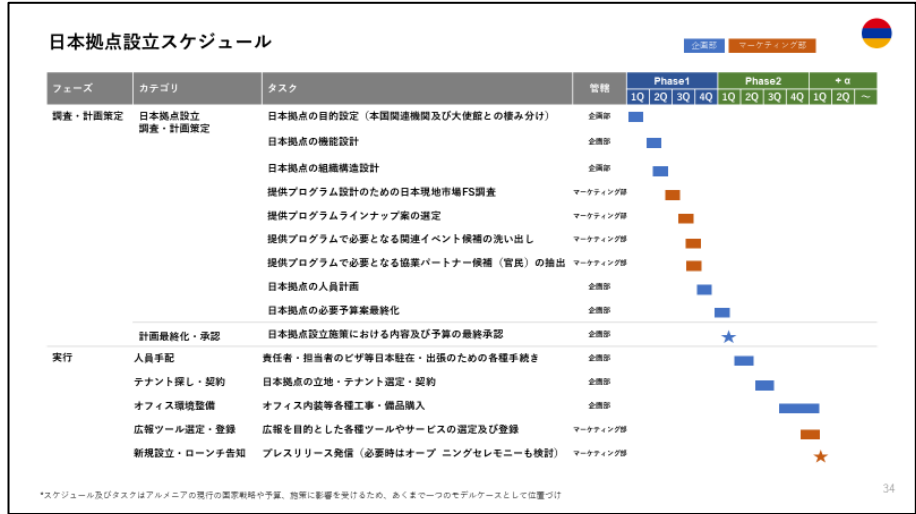 日本拠点設立スケジュール
企画部 マーケティング部
フェーズ カテゴリ タスク 管轄 Phase1 Phase2 +α
1Q 2Q 3Q 4Q 1Q 2Q 3Q 4Q 1Q 2Q ～
調査・計画策定 日本拠点設立 日本拠点の目的設定（本国関連機関及び大使館との棲み分け） 企画部
調査・計画策定
日本拠点の機能設計 企画部
日本拠点の組織構造設計 企画部
提供プログラム設計のための日本現地市場FS調査 マーケティング部
提供プログラムラインナップ案の選定 マーケティング部
提供プログラムで必要となる関連イベント候補の洗い出し マーケティング部
提供プログラムで必要となる協業パートナー候補（官民）の抽出 マーケティング部
日本拠点の人員計画 企画部
日本拠点の必要予算案最終化 企画部
計画最終化・承認 日本拠点設立施策における内容及び予算の最終承認 企画部
実行 人員手配 責任者・担当者のビザ等日本駐在・出張のための各種手続き 企画部
テナント探し・契約 日本拠点の立地・テナント選定・契約 企画部
オフィス環境整備 オフィス内装等各種工事・備品購入 企画部
広報ツール選定・登録 広報を目的とした各種ツールやサービスの選定及び登録 マーケティング部
新規設立・ローンチ告知 プレスリリース発信（必要時はオープ ニングセレモニーも検討） マーケティング部
*スケジュール及びタスクはアルメニアの現行の国家戦略や予算、施策に影響を受けるため、あくまで一つのモデルケースとして位置づけ
34